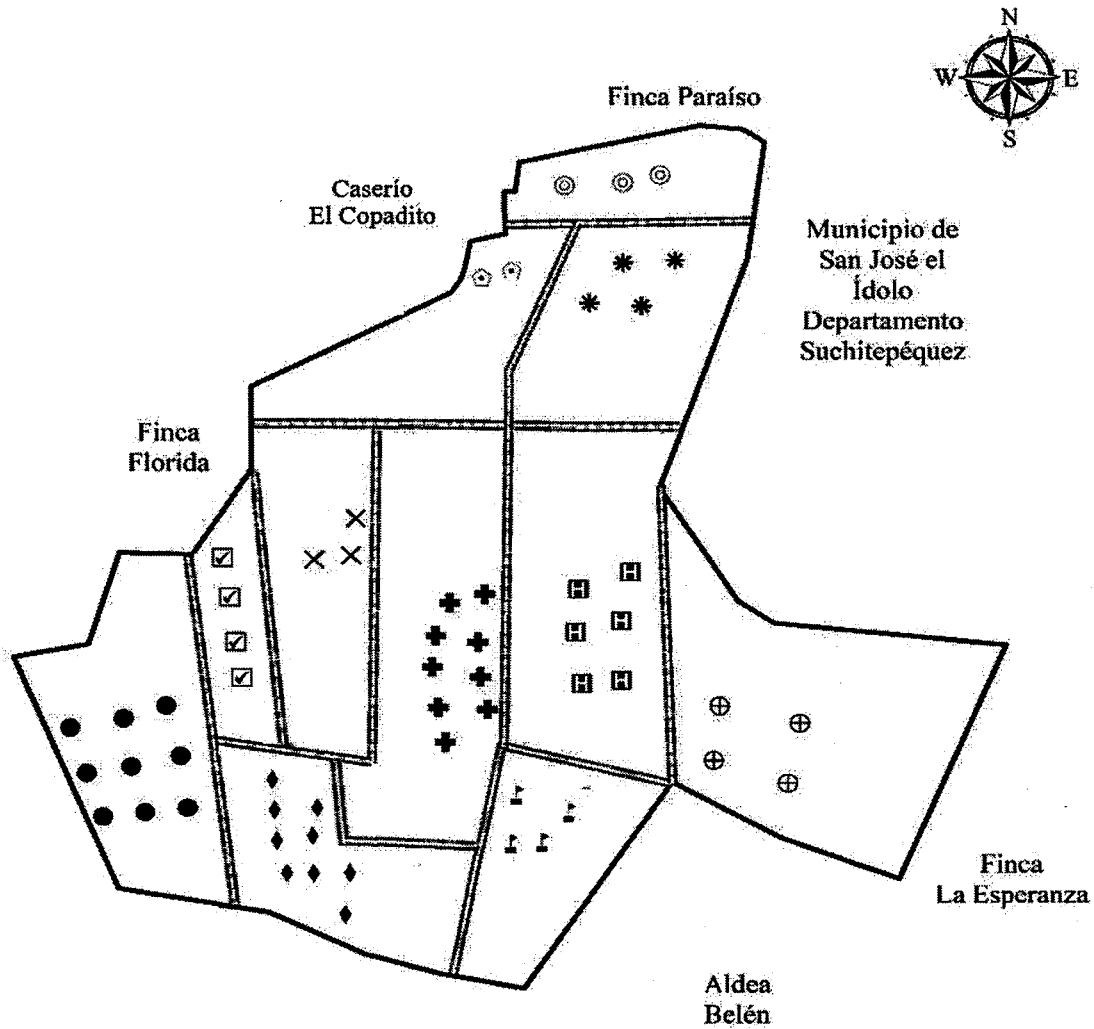 N
W E
S
Finca Paraíso
Caserío
El Copadito
Municipio de
San José el
Ídolo
Departamento
Suchitepéquez
Finca
Florida
Finca
La Esperanza
Aldea
Belén